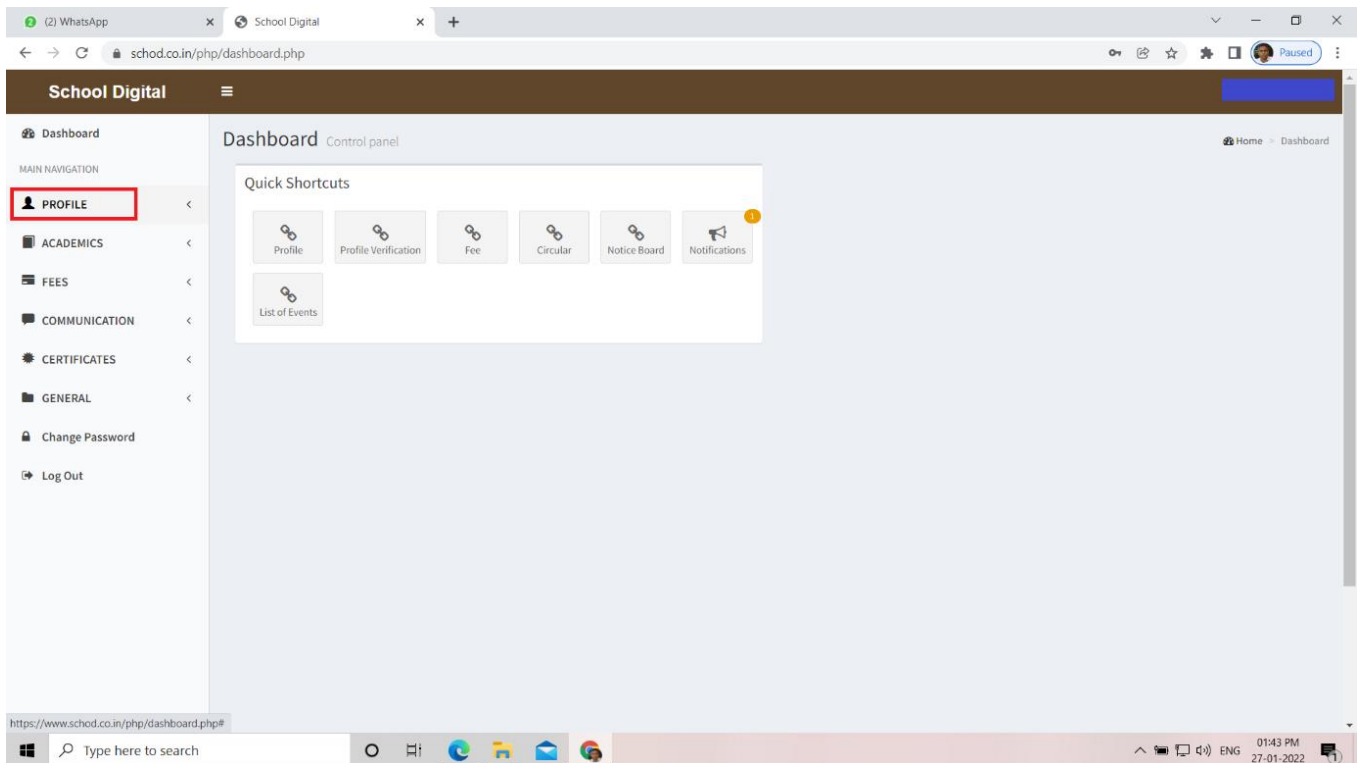 (2) WhatsApp
School Digital
schod.co.in/php/dashboard.php
Paused
School Digital
Dashboard
MAIN NAVIGATION
PROFILE
ACADEMICS
FEES
COMMUNICATION
CERTIFICATES
GENERAL
Change Password
Log Out
Dashboard Control panel
Home > Dashboard
Quick Shortcuts
Profile
Profile Verification
Fee
Circular
Notice Board
1
Notifications
List of Events
https://www.schod.co.in/php/dashboard.php#
Type here to search
ENG
01:43 PM
27-01-2022
1